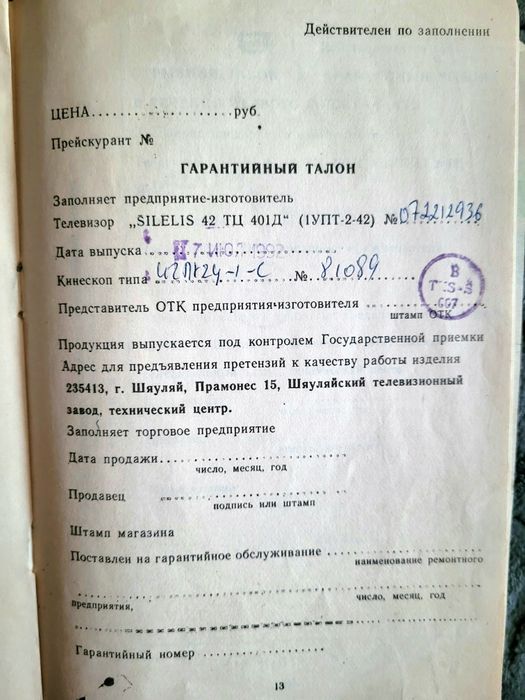 Действителен по заполнении
ЦЕНА.....................руб.
Прейскурант №
ГАРАНТИЙНЫЙ ТАЛОН
Заполняет предприятие-изготовитель
Телевизор „SILELIS 42 ТЦ 401Д“ (1УПТ-2-42) № 072212936
Дата выпуска
Кинескоп типа № 81089
Представитель ОТК предприятия-изготовителя
штамп ОТК
В
667
Продукция выпускается под контролем Государственной приемки
Адрес для предъявления претензий к качеству работы изделия
235413, г. Шяуляй, Прамонес 15, Шяуляйский телевизионный
завод, технический центр.
Заполняет торговое предприятие
Дата продажи..............................
число, месяц, год
Продавец ..............................
подпись или штамп
Штамп магазина
Поставлен на гарантийное обслуживание ..........................
наименование ремонтного
предприятия, число, месяц, год
Гарантийный номер ....................
13